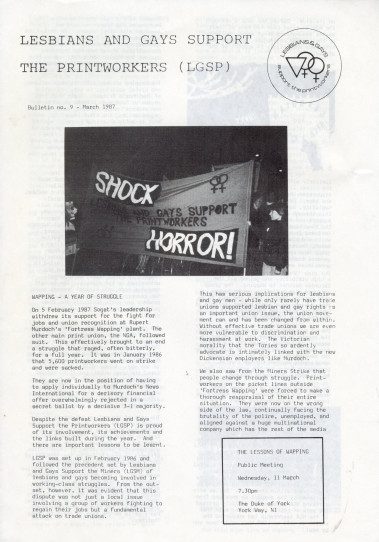 LESBIANS AND GAYS SUPPORT
THE PRINTWORKERS (LGSP)
LESBIANS & GAYS
support the printworkers
Bulletin no. 9 - March 1987
SHOCK
LESBIANS & GAYS SUPPORT
THE PRINTWORKERS
HORROR!
WAPPING - A YEAR OF STRUGGLE
On 5 February 1987 Sogat's leadership
withdrew its support for the fight for
jobs and union recognition at Rupert
Murdoch's 'Fortress Wapping' plant. The
other main print union, the NGA, followed
suit. This effectively brought to an end
a struggle that raged, often bitterly,
for a full year. It was in January 1986
that 5,600 printworkers went on strike
and were sacked.
They are now in the position of having
to apply individually to Murdoch's News
International for a derisory financial
offer overwhelmingly rejected in a
secret ballot by a decisive 3-1 majority.
Despite the defeat Lesbians and Gays
Support the Printworkers (LGSP) is proud
of its involvement, its achievements and
the links built during the year. And
there are important lessons to be learnt.
LGSP was set up in February 1986 and
followed the precedent set by Lesbians
and Gays Support the Miners (LGSM) of
lesbians and gays becoming involved in
working-class struggles. From the out-
set, however, it was evident that this
dispute was not just a local issue
involving a group of workers fighting to
regain their jobs but a fundamental
attack on trade unions.
This has serious implications for lesbians
and gay men - while only rarely have trade
unions supported lesbian and gay rights as
an important union issue, the union move-
ment can and has been changed from within.
Without effective trade unions we are even
more vulnerable to discrimination and
harassment at work. The Victorian
morality that the Tories so ardently
advocate is intimately linked with the new
Dickensian employers like Murdoch.
We also saw from the Miners Strike that
people change through struggle. Print-
workers on the picket lines outside
'Fortress Wapping' were forced to make a
thorough reappraisal of their entire
situation. They were now on the wrong
side of the law, continually facing the
brutality of the police, unemployed, and
aligned against a huge multinational
company which has the rest of the media
THE LESSONS OF WAPPING
Public Meeting
Wednesday, 11 March
7.30pm
The Duke of York
York Way, N1